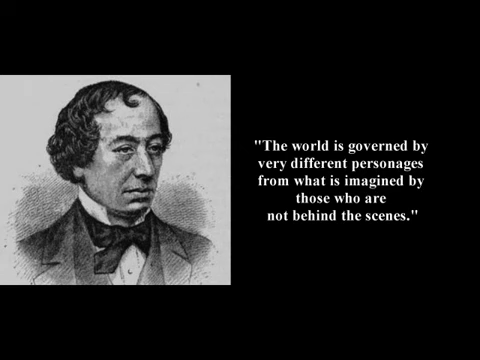 "The world is governed by
very different personages
from what is imagined by
those who are
not behind the scenes."